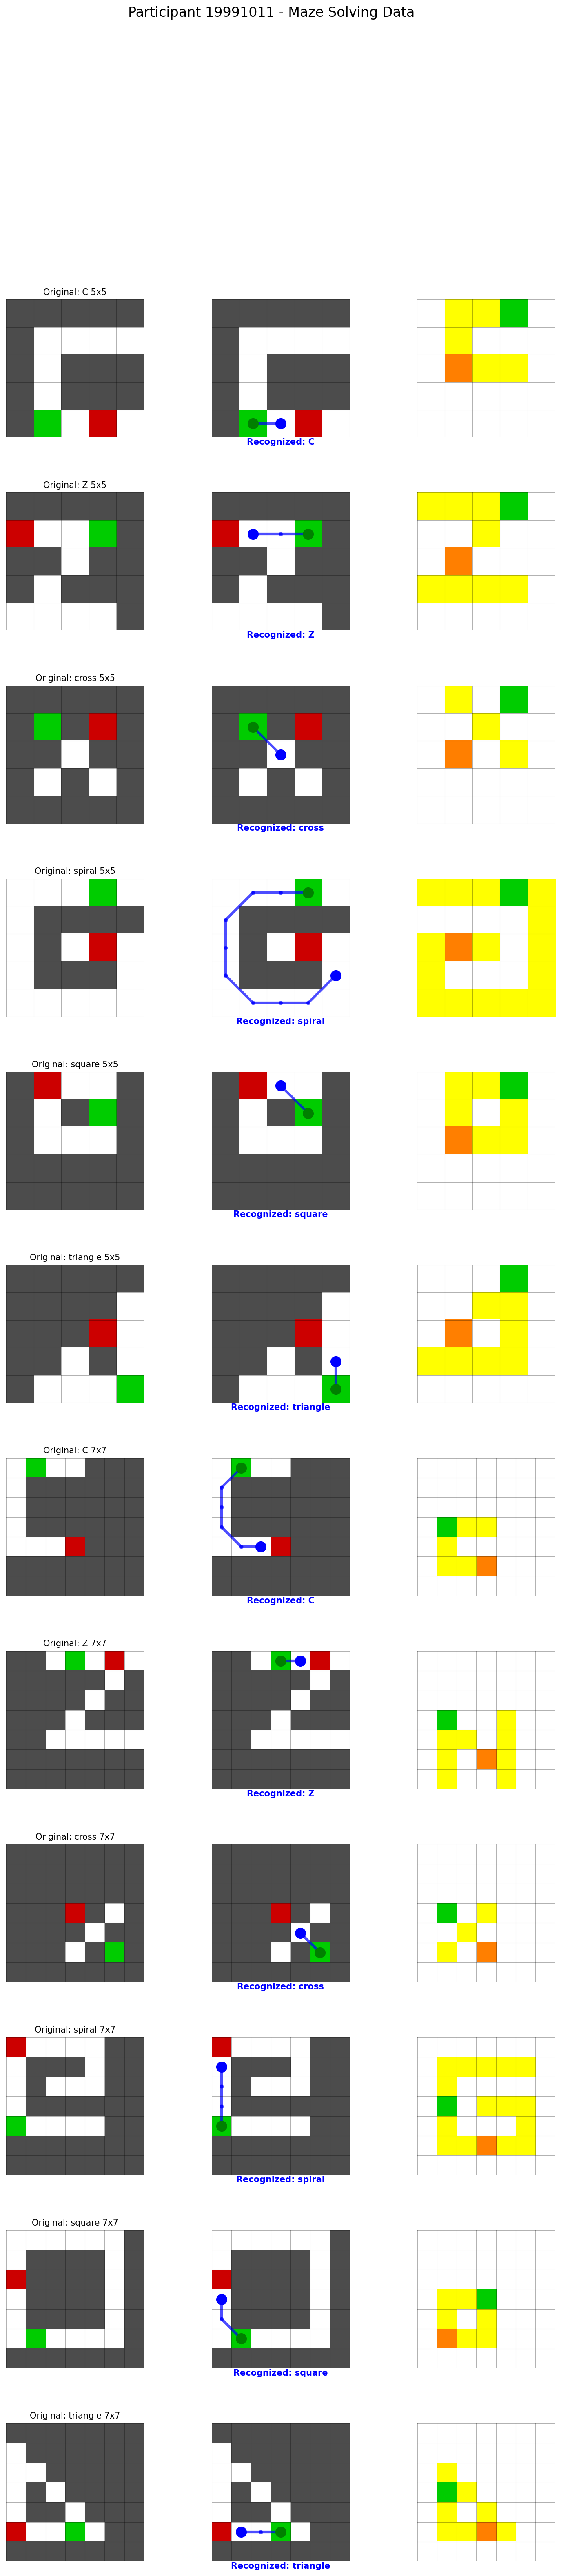 Participant 19991011 - Maze Solving Data
Original: C 5x5
Recognized: C
Original: Z 5x5
Recognized: Z
Original: cross 5x5
Recognized: cross
Original: spiral 5x5
Recognized: spiral
Original: square 5x5
Recognized: square
Original: triangle 5x5
Recognized: triangle
Original: C 7x7
Recognized: C
Original: Z 7x7
Recognized: Z
Original: cross 7x7
Recognized: cross
Original: spiral 7x7
Recognized: spiral
Original: square 7x7
Recognized: square
Original: triangle 7x7
Recognized: triangle